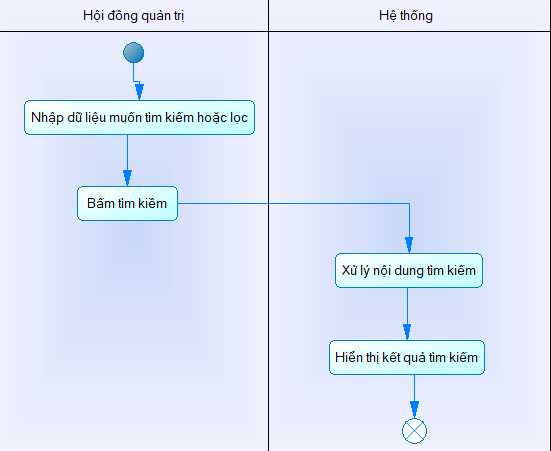 Hội đồng quản trị
Hệ thống
Nhập dữ liệu muốn tìm kiếm hoặc lọc
Bấm tìm kiềm
Xử lý nội dung tìm kiếm
Hiển thị kết quả tìm kiếm